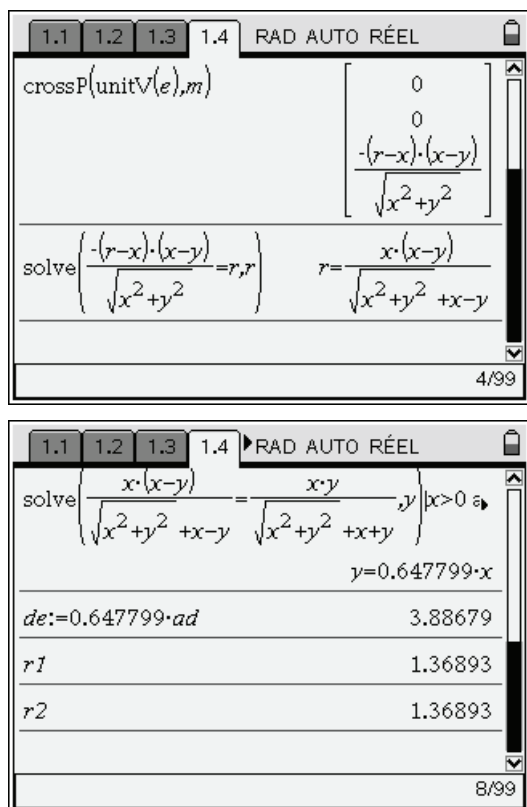 1.1 1.2 1.3 1.4 RAD AUTO RÉEL
crossP(unitV(e),m) [0 0 -(r-x)·(x-y)/√(x²+y²)]
solve(-(r-x)·(x-y)/√(x²+y²)=r,r) r=x·(x-y)/(√(x²+y²)+x-y)
4/99
1.1 1.2 1.3 1.4 RAD AUTO RÉEL
solve(x·(x-y)/(√(x²+y²)+x-y)=x·y/(√(x²+y²)+x+y),y)|x>0 a
y=0.647799·x
de:=0.647799·ad 3.88679
r1 1.36893
r2 1.36893
8/99